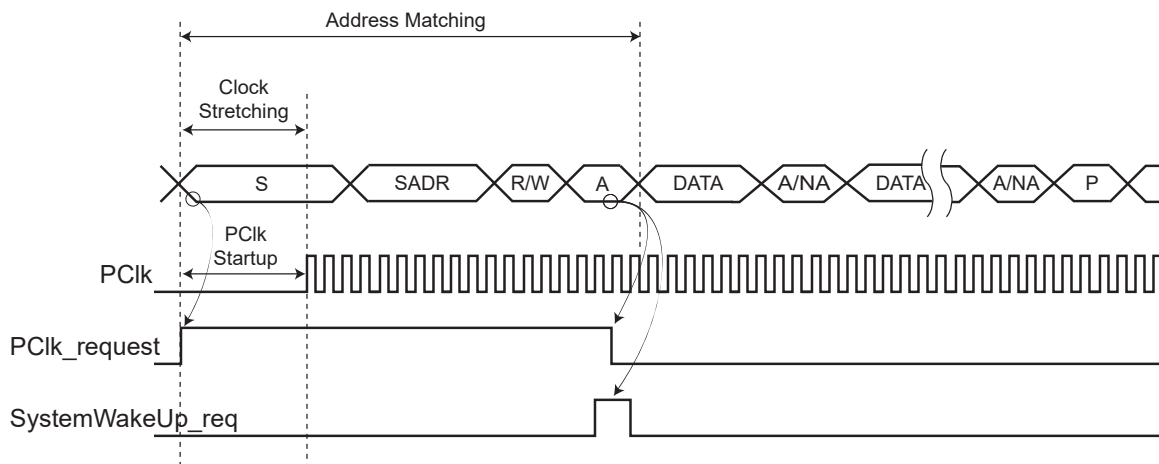 Address Matching
Clock
Stretching
S SADR R/W A DATA A/NA DATA A/NA P
PClk
Startup
PClk
PClk_request
SystemWakeUp_req